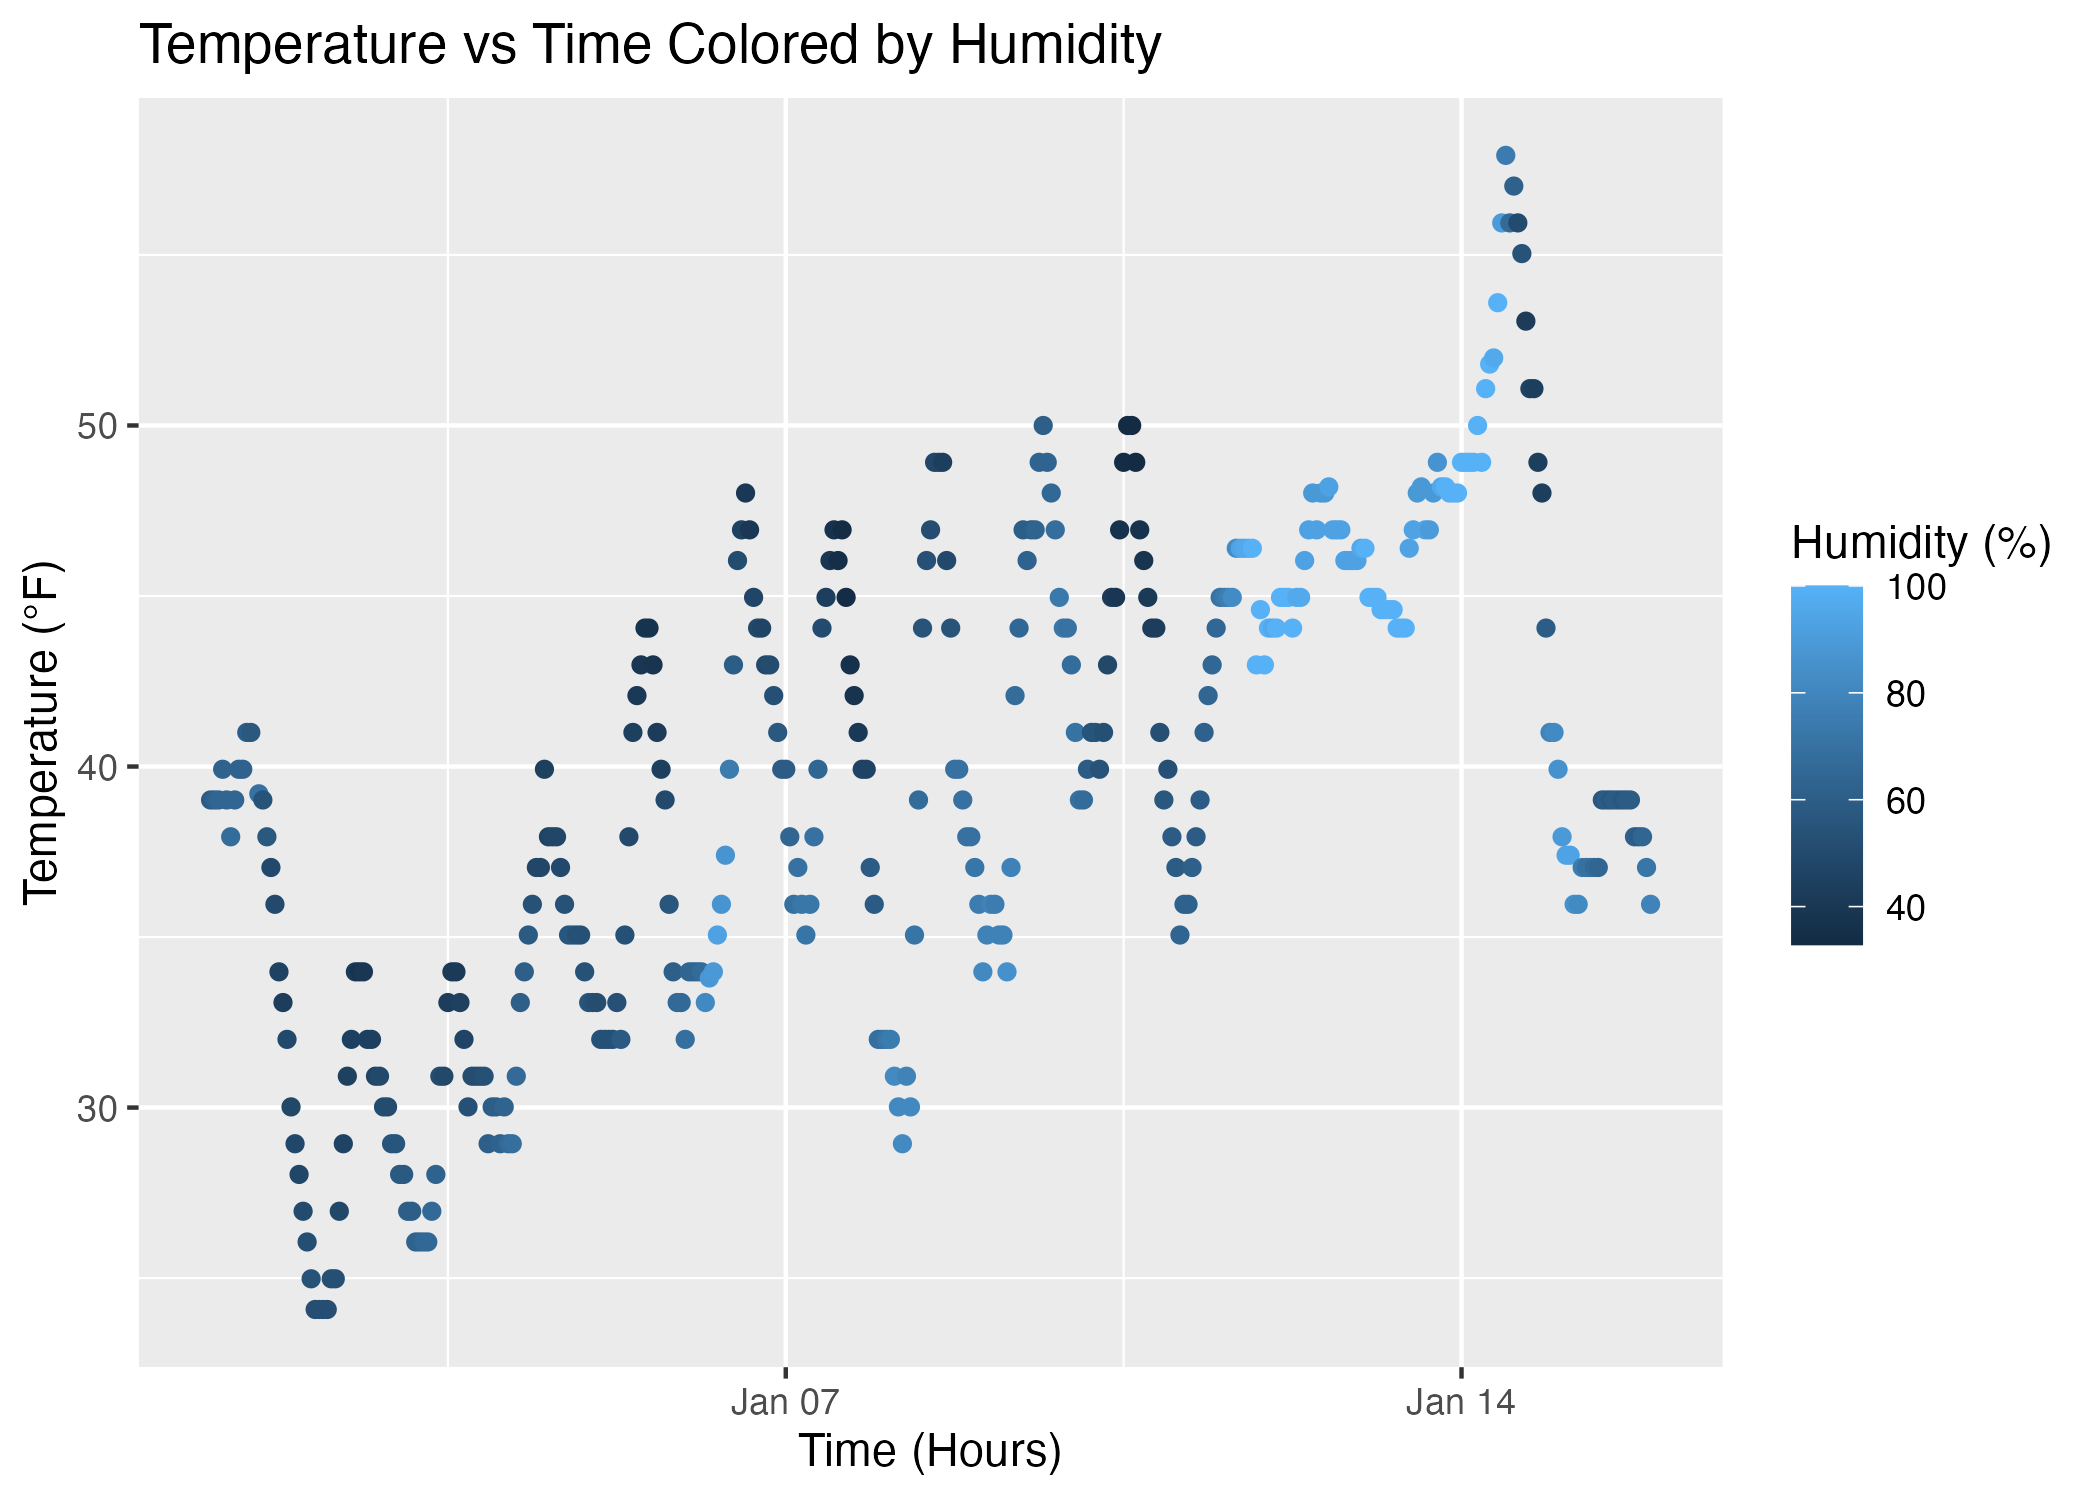 Temperature vs Time Colored by Humidity
Temperature (°F)
50
40
30
Jan 07
Jan 14
Time (Hours)
Humidity (%)
100
80
60
40